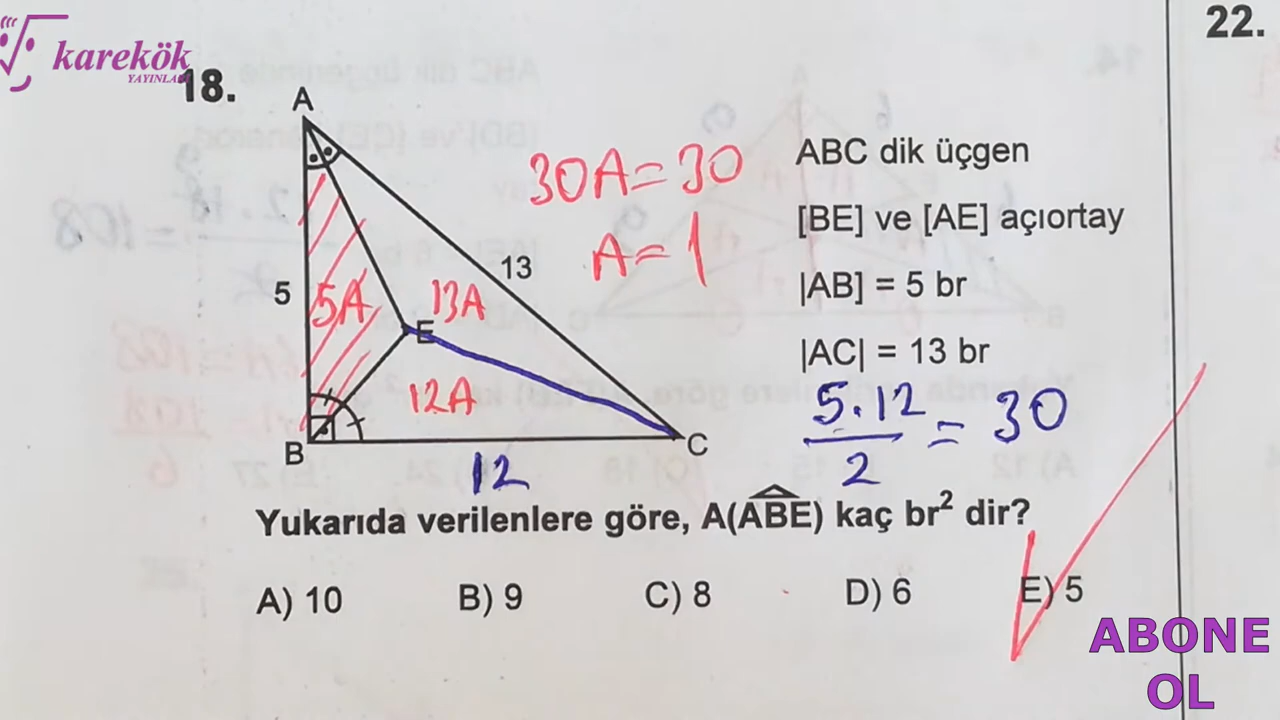 karekök
YAYINLARI
18.
22.
A
ABC dik üçgen
30A=30
[BE] ve [AE] açıortay
A=1
13
5
5A
13A
|AB] = 5 br
E
|AC| = 13 br
12A
5.12
2
= 30
B
C
12
Yukarıda verilenlere göre, A(ABE) kaç br² dir?
A) 10 B) 9 C) 8 D) 6 E) 5
ABONE
OL